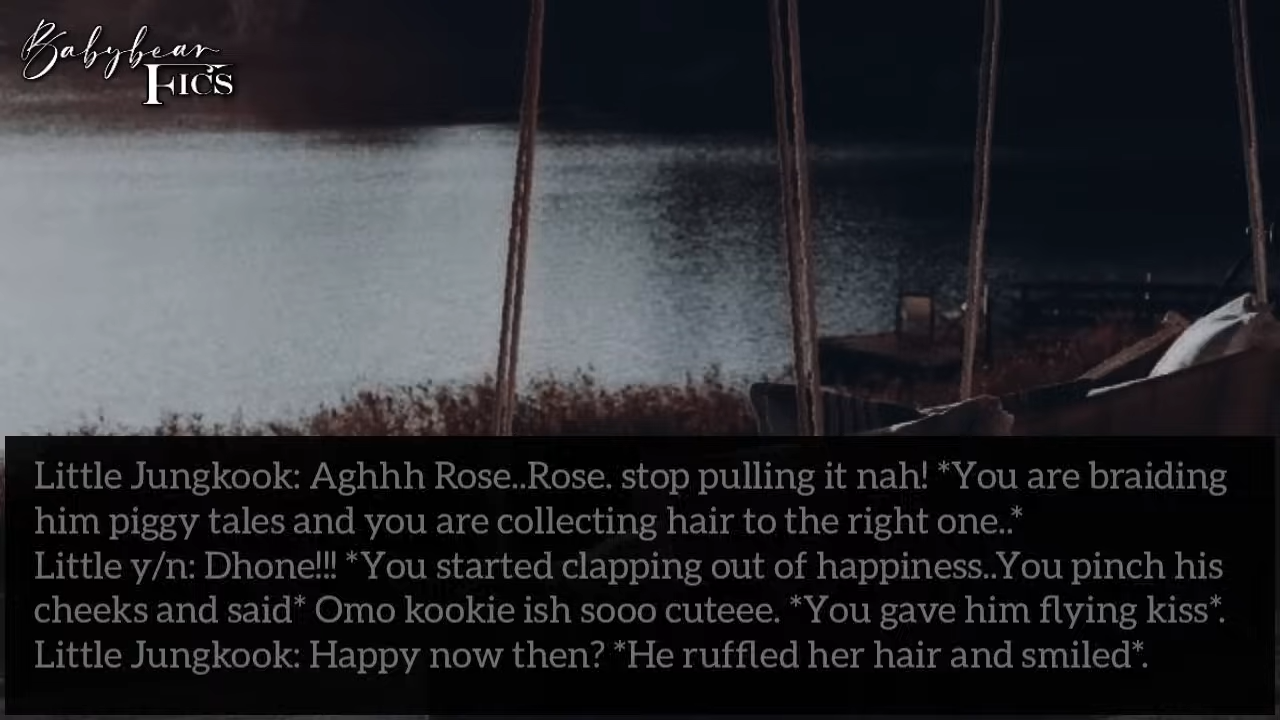 Babybear
FICS
Little Jungkook: Aghhh Rose..Rose. stop pulling it nah! *You are braiding
him piggy tales and you are collecting hair to the right one..*
Little y/n: Dhone!!! *You started clapping out of happiness..You pinch his
cheeks and said* Omo kookie ish sooo cuteee. *You gave him flying kiss*.
Little Jungkook: Happy now then? *He ruffled her hair and smiled*.